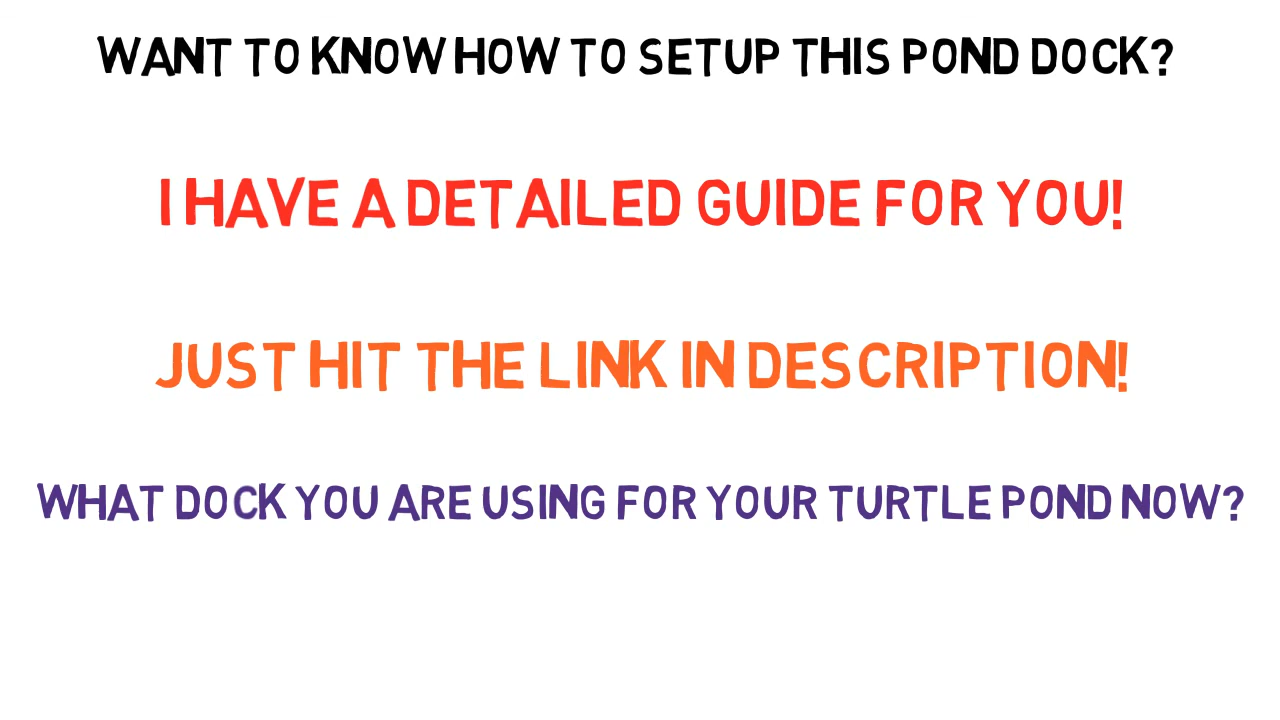 WANT TO KNOW HOW TO SETUP THIS POND DOCK?
I HAVE A DETAILED GUIDE FOR YOU!
JUST HIT THE LINK IN DESCRIPTION!
WHAT DOCK YOU ARE USING FOR YOUR TURTLE POND NOW?